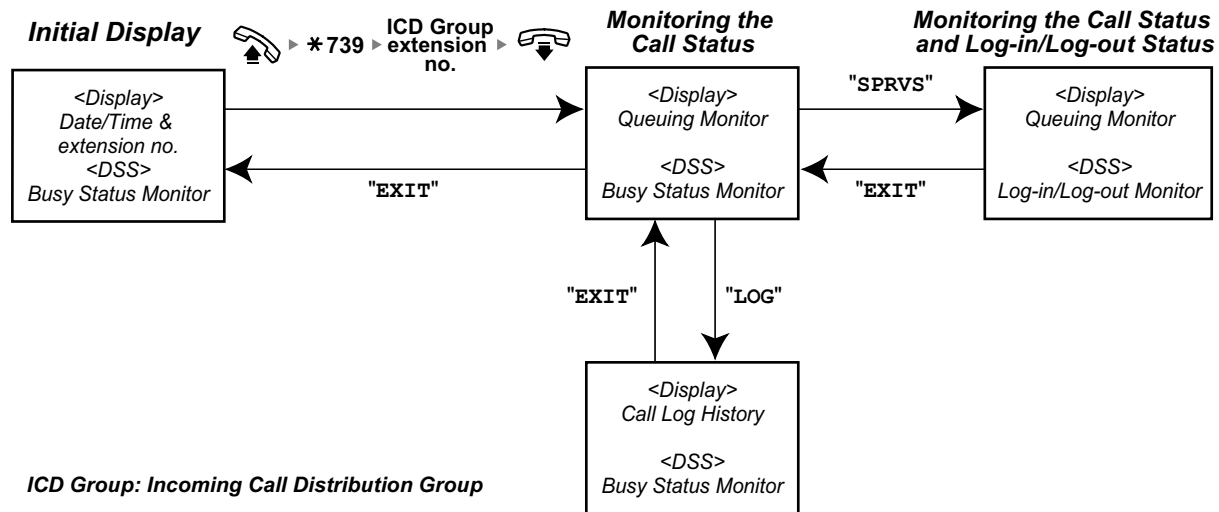 Initial Display
*739
ICD Group
extension
no.
Monitoring the
Call Status
Monitoring the Call Status
and Log-in/Log-out Status
<Display>
Date/Time &
extension no.
<DSS>
Busy Status Monitor
"EXIT"
<Display>
Queuing Monitor
<DSS>
Busy Status Monitor
"SPRVS"
"EXIT"
<Display>
Queuing Monitor
<DSS>
Log-in/Log-out Monitor
"EXIT"
"LOG"
<Display>
Call Log History
<DSS>
Busy Status Monitor
ICD Group: Incoming Call Distribution Group